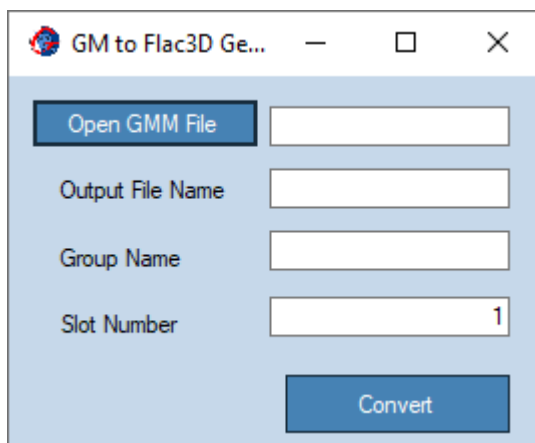 GM to Flac3D Ge...
Open GMM File
Output File Name
Group Name
Slot Number 1
Convert